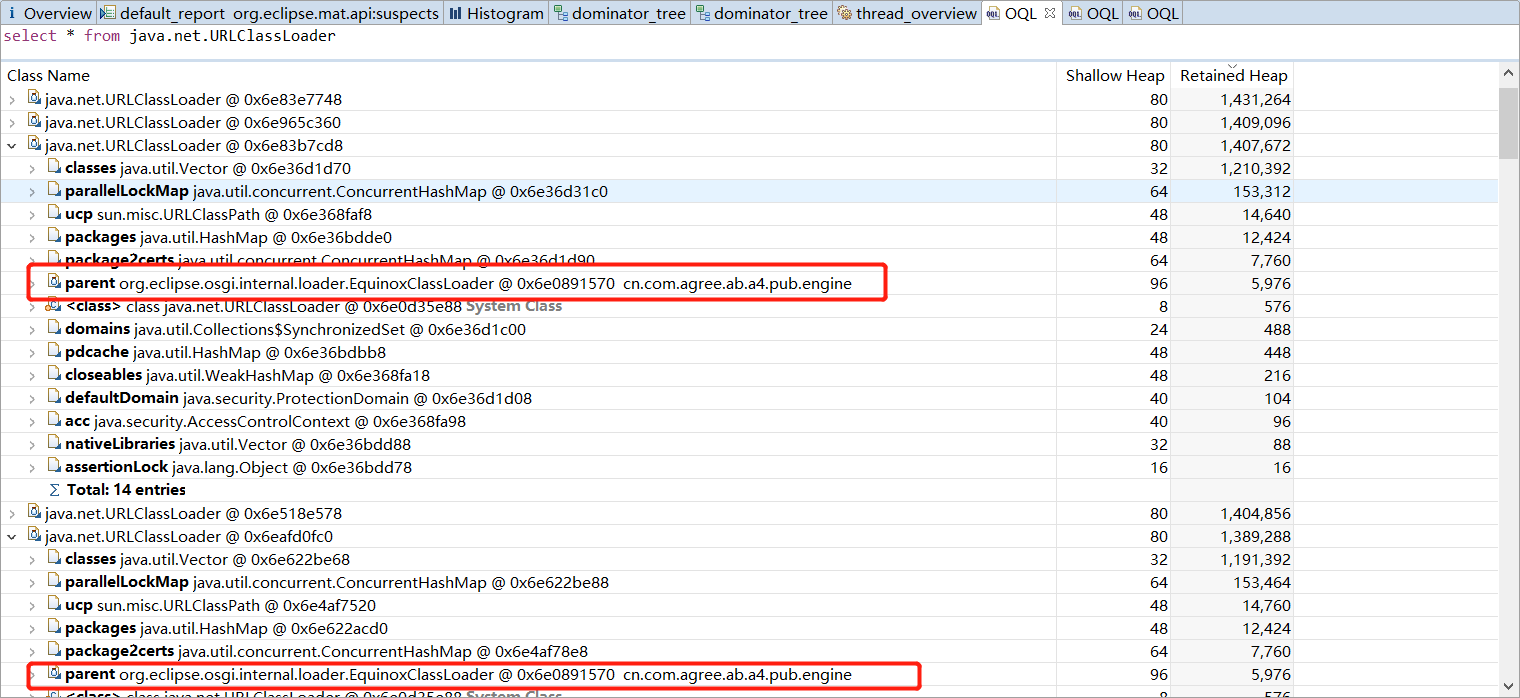 i Overview default_report org.eclipse.mat.api:suspects Histogram dominator_tree dominator_tree thread_overview OQL OQL OQL
select * from java.net.URLClassLoader
Class Name Shallow Heap Retained Heap
java.net.URLClassLoader @ 0x6e83e7748 80 1,431,264
java.net.URLClassLoader @ 0x6e965c360 80 1,409,096
java.net.URLClassLoader @ 0x6e83b7cd8 80 1,407,672
classes java.util.Vector @ 0x6e36d1d70 32 1,210,392
parallelLockMap java.util.concurrent.ConcurrentHashMap @ 0x6e36d31c0 64 153,312
ucp sun.misc.URLClassPath @ 0x6e368faf8 48 14,640
packages java.util.HashMap @ 0x6e36bdde0 48 12,424
package2certs java.util.concurrent.ConcurrentHashMap @ 0x6e36d1d90 64 7,760
parent org.eclipse.osgi.internal.loader.EquinoxClassLoader @ 0x6e0891570 cn.com.agree.ab.a4.pub.engine 96 5,976
<class> class java.net.URLClassLoader @ 0x6e0d35e88 System Class 8 576
domains java.util.Collections$SynchronizedSet @ 0x6e36d1c00 24 488
pdcache java.util.HashMap @ 0x6e36bdbb8 48 448
closeables java.util.WeakHashMap @ 0x6e368fa18 48 216
defaultDomain java.security.ProtectionDomain @ 0x6e36d1d08 40 104
acc java.security.AccessControlContext @ 0x6e368fa98 40 96
nativeLibraries java.util.Vector @ 0x6e36bdd88 32 88
assertionLock java.lang.Object @ 0x6e36bdd78 16 16
∑ Total: 14 entries
java.net.URLClassLoader @ 0x6e518e578 80 1,404,856
java.net.URLClassLoader @ 0x6eafd0fc0 80 1,389,288
classes java.util.Vector @ 0x6e622be68 32 1,191,392
parallelLockMap java.util.concurrent.ConcurrentHashMap @ 0x6e622be88 64 153,464
ucp sun.misc.URLClassPath @ 0x6e4af7520 48 14,760
packages java.util.HashMap @ 0x6e622acd0 48 12,424
package2certs java.util.concurrent.ConcurrentHashMap @ 0x6e4af78e8 64 7,760
parent org.eclipse.osgi.internal.loader.EquinoxClassLoader @ 0x6e0891570 cn.com.agree.ab.a4.pub.engine 96 5,976
<class> class java.net.URLClassLoader @ 0x6e0d35e88 System Class 8 576